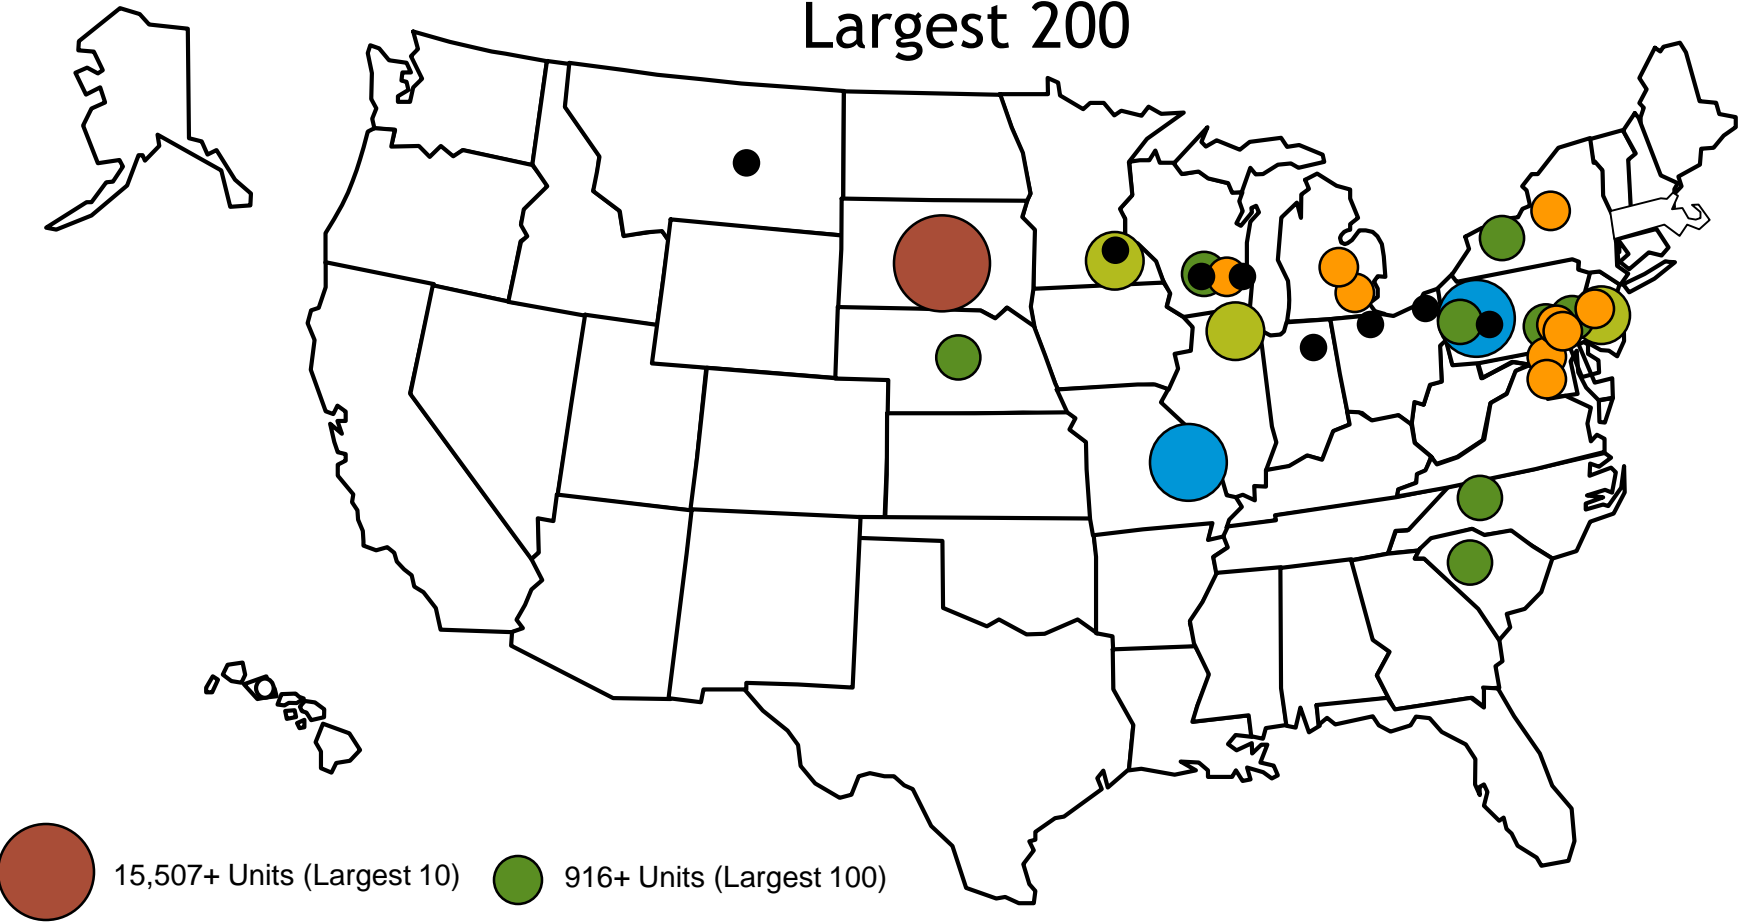 Largest 200
15,507+ Units (Largest 10)
916+ Units (Largest 100)